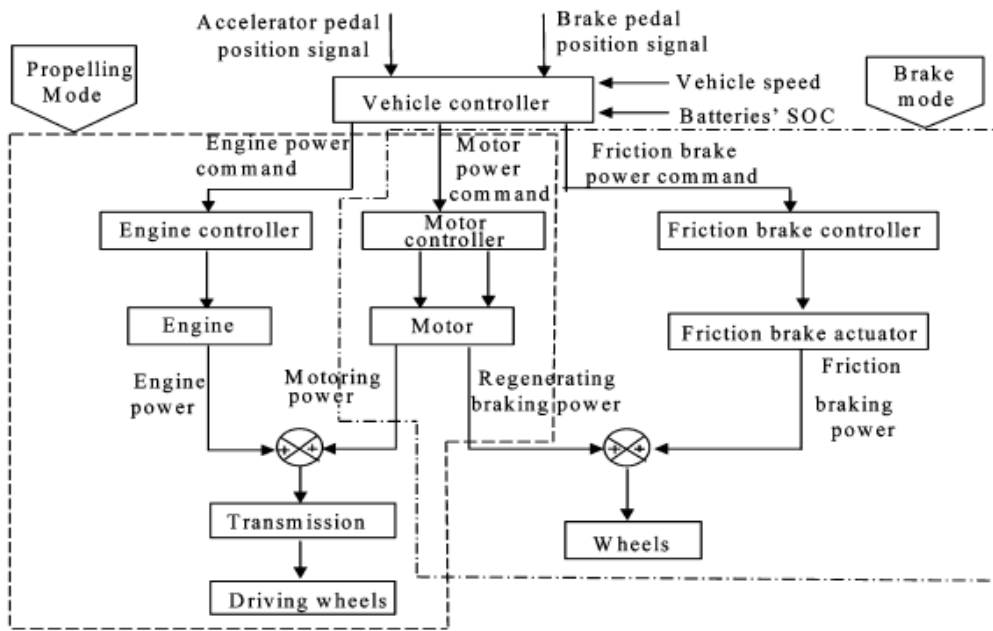 Accelerator pedal
position signal
Brake pedal
position signal
Propelling
Mode
Vehicle controller
Vehicle speed
Batteries' SOC
Brake
mode
Engine power
command
Motor
power
command
Friction brake
power command
Engine controller
Motor
controller
Friction brake controller
Engine
Motor
Friction brake actuator
Engine
power
Motoring
power
Regenerating
braking power
Friction
braking
power
+ +
+ +
Transmission
Wheels
Driving wheels